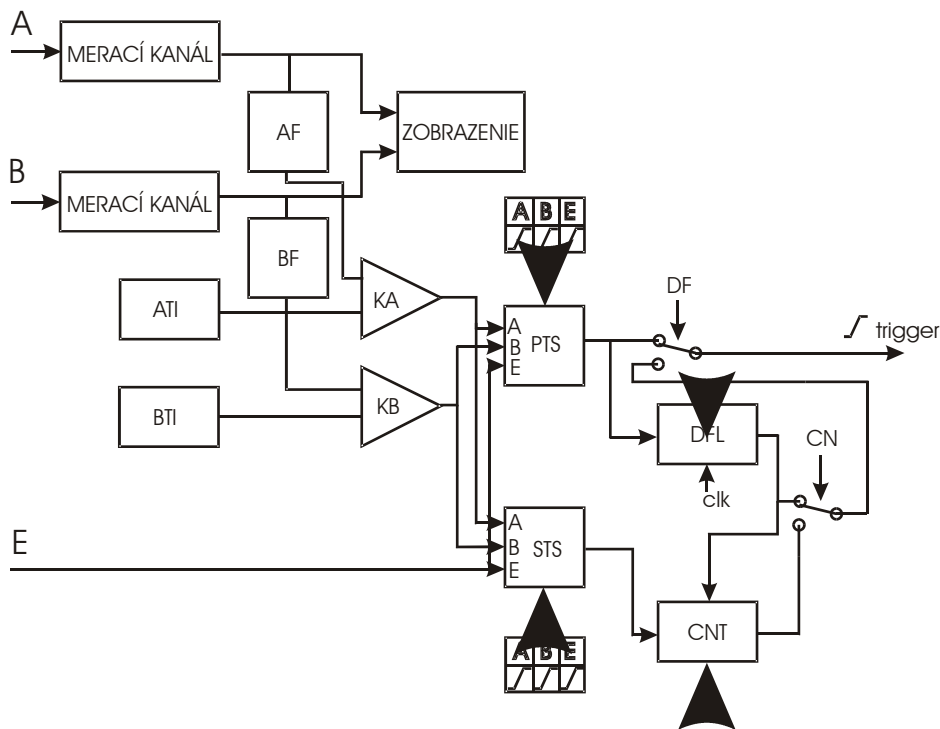 A
MERACÍ KANÁL
AF
ZOBRAZENIE
B
MERACÍ KANÁL
A B E
BF
ATI
KA
DF
trigger
A
B
E
PTS
BTI
KB
DFL
CN
clk
E
A
B
E
STS
CNT
A B E